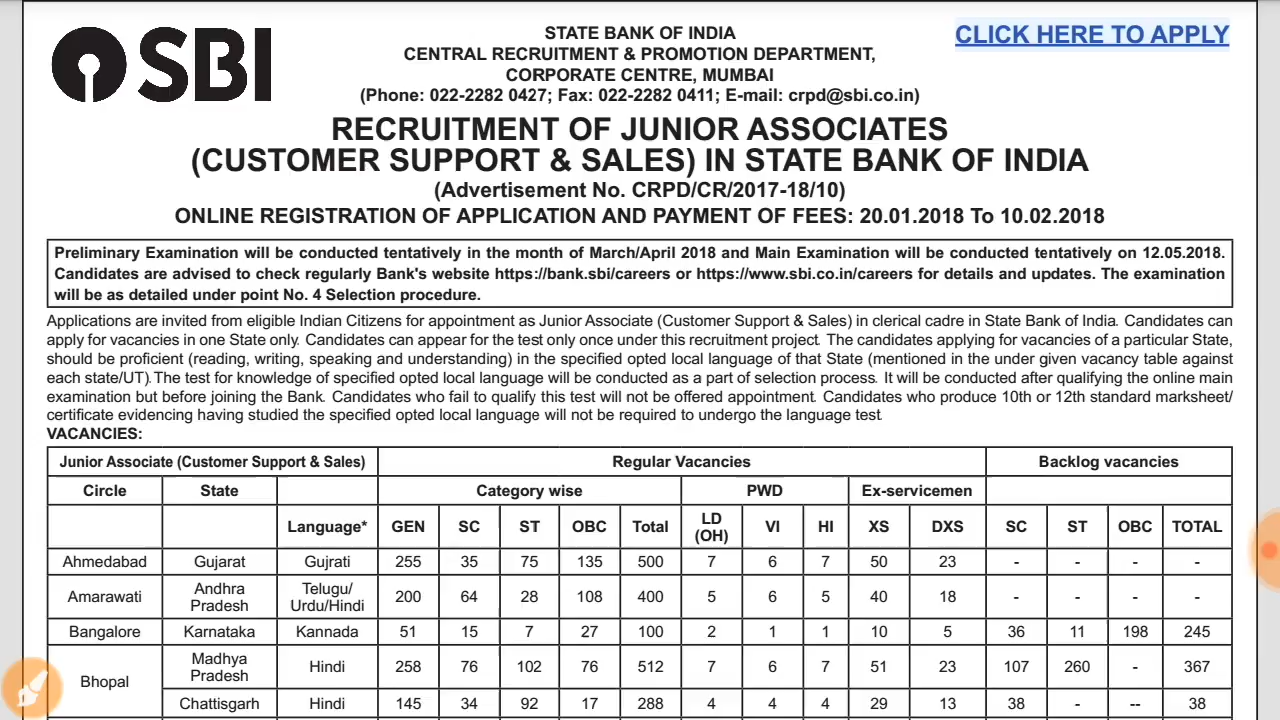 SBI
STATE BANK OF INDIA
CENTRAL RECRUITMENT & PROMOTION DEPARTMENT,
CORPORATE CENTRE, MUMBAI
(Phone: 022-2282 0427; Fax: 022-2282 0411; E-mail: crpd@sbi.co.in)
CLICK HERE TO APPLY
RECRUITMENT OF JUNIOR ASSOCIATES
(CUSTOMER SUPPORT & SALES) IN STATE BANK OF INDIA
(Advertisement No. CRPD/CR/2017-18/10)
ONLINE REGISTRATION OF APPLICATION AND PAYMENT OF FEES: 20.01.2018 To 10.02.2018
Preliminary Examination will be conducted tentatively in the month of March/April 2018 and Main Examination will be conducted tentatively on 12.05.2018.
Candidates are advised to check regularly Bank's website https://bank.sbi/careers or https://www.sbi.co.in/careers for details and updates. The examination
will be as detailed under point No. 4 Selection procedure.
Applications are invited from eligible Indian Citizens for appointment as Junior Associate (Customer Support & Sales) in clerical cadre in State Bank of India. Candidates can
apply for vacancies in one State only. Candidates can appear for the test only once under this recruitment project. The candidates applying for vacancies of a particular State,
should be proficient (reading, writing, speaking and understanding) in the specified opted local language of that State (mentioned in the under given vacancy table against
each state/UT).The test for knowledge of specified opted local language will be conducted as a part of selection process. It will be conducted after qualifying the online main
examination but before joining the Bank. Candidates who fail to qualify this test will not be offered appointment. Candidates who produce 10th or 12th standard marksheet/
certificate evidencing having studied the specified opted local language will not be required to undergo the language test.
VACANCIES:
Junior Associate (Customer Support & Sales) Regular Vacancies Backlog vacancies
Circle State Category wise PWD Ex-servicemen
Language* GEN SC ST OBC Total LD (OH) VI HI XS DXS SC ST OBC TOTAL
Ahmedabad Gujarat Gujrati 255 35 75 135 500 7 6 7 50 23 - - - -
Amarawati Andhra Pradesh Telugu/ Urdu/Hindi 200 64 28 108 400 5 6 5 40 18 - - - -
Bangalore Karnataka Kannada 51 15 7 27 100 2 1 1 10 5 36 11 198 245
Bhopal Madhya Pradesh Hindi 258 76 102 76 512 7 6 7 51 23 107 260 - 367
Chattisgarh Hindi 145 34 92 17 288 4 4 4 29 13 38 - -- 38